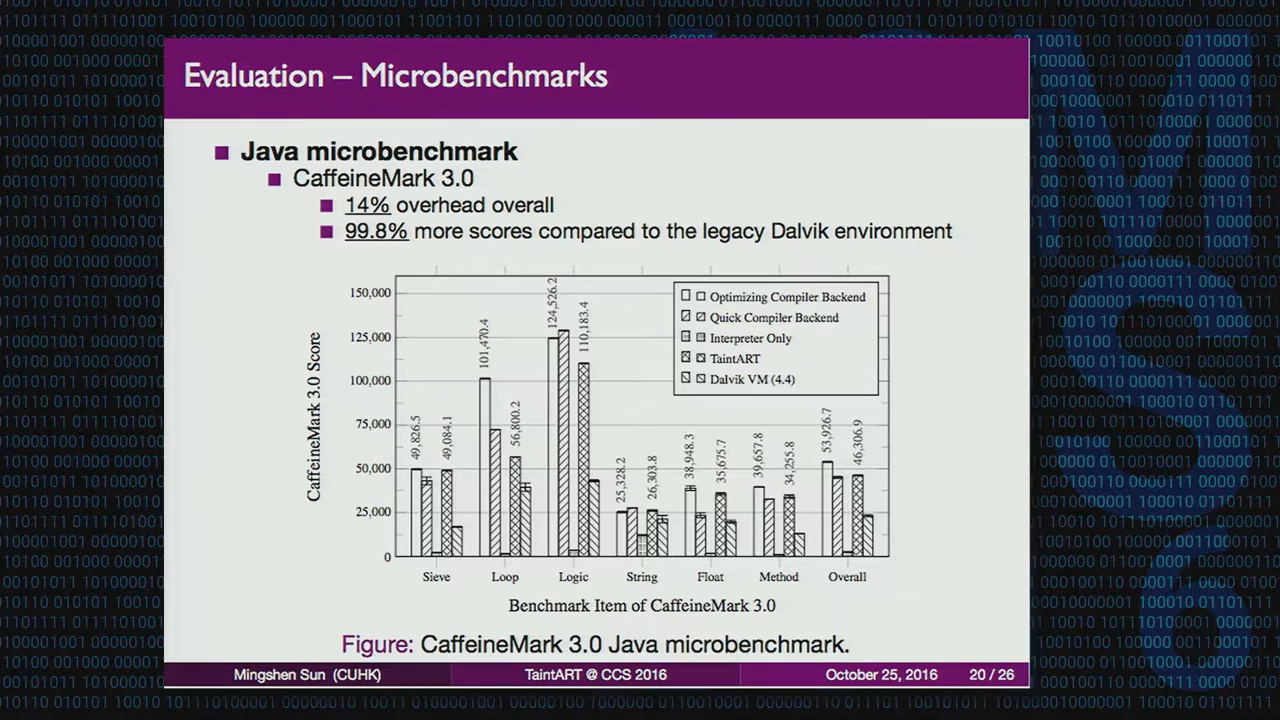 Evaluation – Microbenchmarks
Java microbenchmark
CaffeineMark 3.0
14% overhead overall
99.8% more scores compared to the legacy Dalvik environment
CaffeineMark 3.0 Score
150,000
125,000
100,000
75,000
50,000
25,000
0
49,826.5
49,084.1
101,470.4
56,800.2
124,526.2
110,183.4
25,328.2
26,303.8
38,948.3
35,675.7
39,657.8
34,255.8
53,926.7
46,306.9
Optimizing Compiler Backend
Quick Compiler Backend
Interpreter Only
TaintART
Dalvik VM (4.4)
Sieve Loop Logic String Float Method Overall
Benchmark Item of CaffeineMark 3.0
Figure: CaffeineMark 3.0 Java microbenchmark.
Mingshen Sun (CUHK) TaintART @ CCS 2016 October 25, 2016 20 / 26